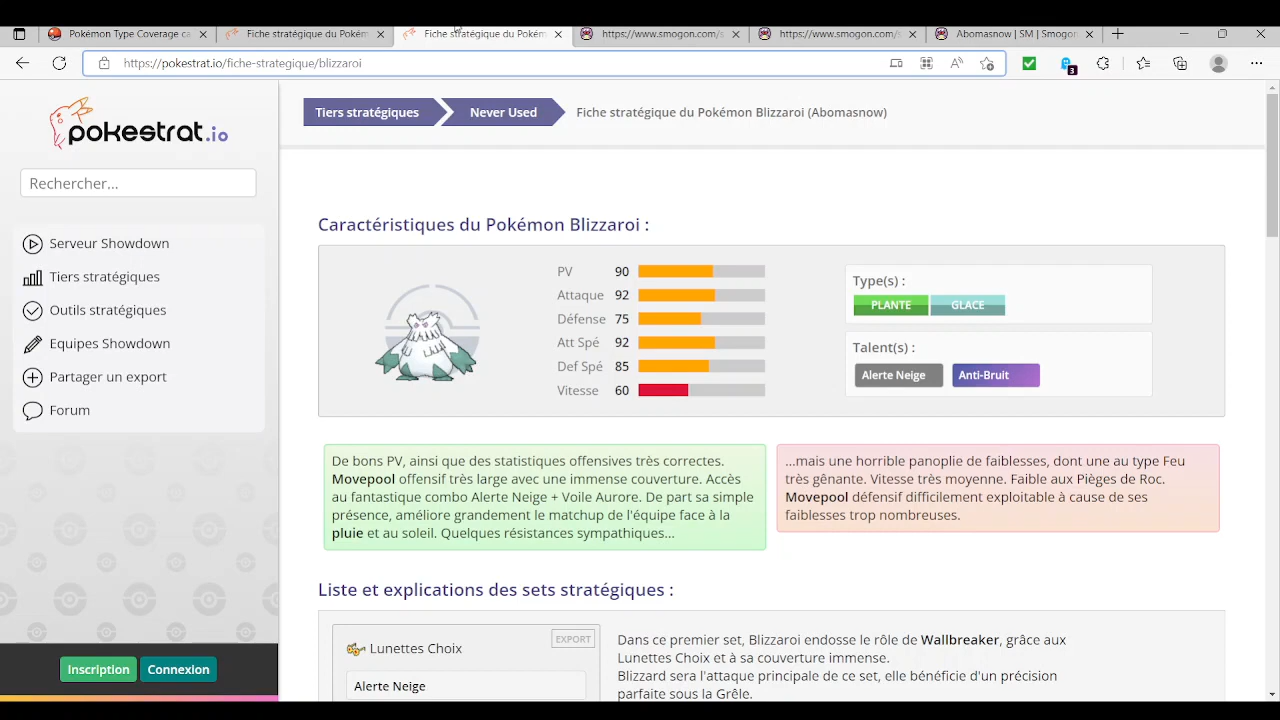 Pokémon Type Coverage ca
Fiche stratégique du Pokém
Fiche stratégique du Pokém
https://www.smogon.com/s
https://www.smogon.com/s
Abomasnow | SM | Smogon
https://pokestrat.io/fiche-strategique/blizzaroi
3
pokestrat.io
Rechercher...
Serveur Showdown
Tiers stratégiques
Outils stratégiques
Equipes Showdown
Partager un export
Forum
Inscription
Connexion
Tiers stratégiques
Never Used
Fiche stratégique du Pokémon Blizzaroi (Abomasnow)
Caractéristiques du Pokémon Blizzaroi :
PV 90
Attaque 92
Défense 75
Att Spé 92
Def Spé 85
Vitesse 60
Type(s) :
PLANTE GLACE
Talent(s) :
Alerte Neige Anti-Bruit
De bons PV, ainsi que des statistiques offensives très correctes.
Movepool offensif très large avec une immense couverture. Accès
au fantastique combo Alerte Neige + Voile Aurore. De part sa simple
présence, améliore grandement le matchup de l'équipe face à la
pluie et au soleil. Quelques résistances sympathiques...
...mais une horrible panoplie de faiblesses, dont une au type Feu
très gênante. Vitesse très moyenne. Faible aux Pièges de Roc.
Movepool défensif difficilement exploitable à cause de ses
faiblesses trop nombreuses.
Liste et explications des sets stratégiques :
Lunettes Choix
EXPORT
Alerte Neige
Dans ce premier set, Blizzaroi endosse le rôle de Wallbreaker, grâce aux
Lunettes Choix et à sa couverture immense.
Blizzard sera l'attaque principale de ce set, elle bénéficie d'un précision
parfaite sous la Grêle.